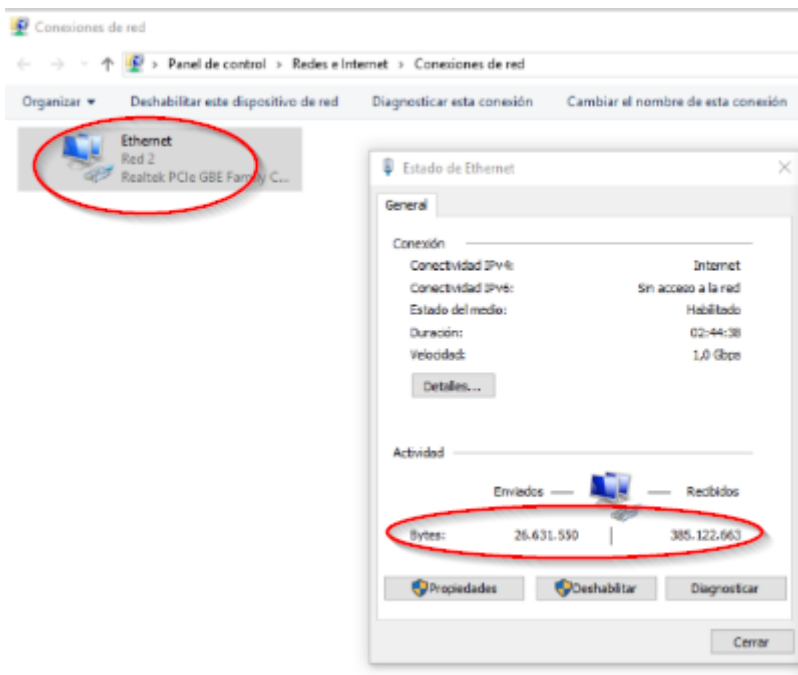 Conexiones de red
Panel de control > Redes e Internet > Conexiones de red
Organizar Deshabilitar este dispositivo de red Diagnosticar esta conexión Cambiar el nombre de esta conexión
Ethernet
Red 2
Realtek PCIe GBE Family C...
Estado de Ethernet
General
Conexión
Conectividad IPv4: Internet
Conectividad IPv6: Sin acceso a la red
Estado del medio: Habilitado
Duración: 02:44:38
Velocidad: 1,0 Gbps
Detalles...
Actividad
Enviados — — Recibidos
Bytes: 26.631.550 | 385.122.663
Propiedades Deshabilitar Diagnosticar
Cerrar